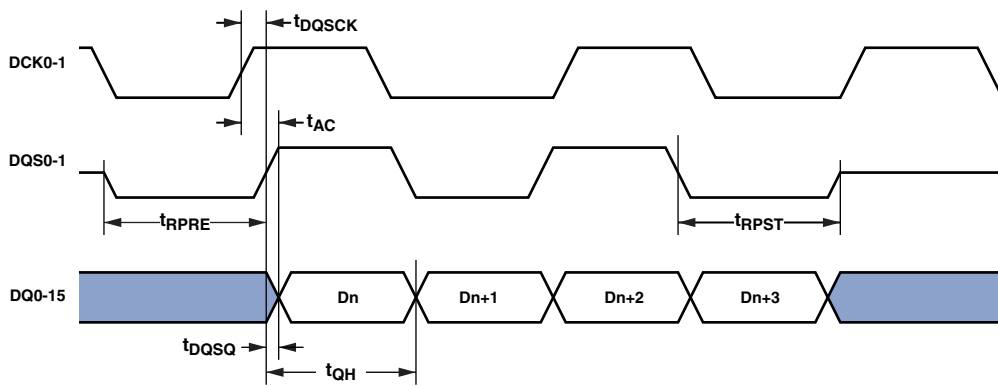 tDQSCK
DCK0-1
tAC
DQS0-1
tRPRE
tRPST
DQ0-15
Dn
Dn+1
Dn+2
Dn+3
tDQSQ
tQH